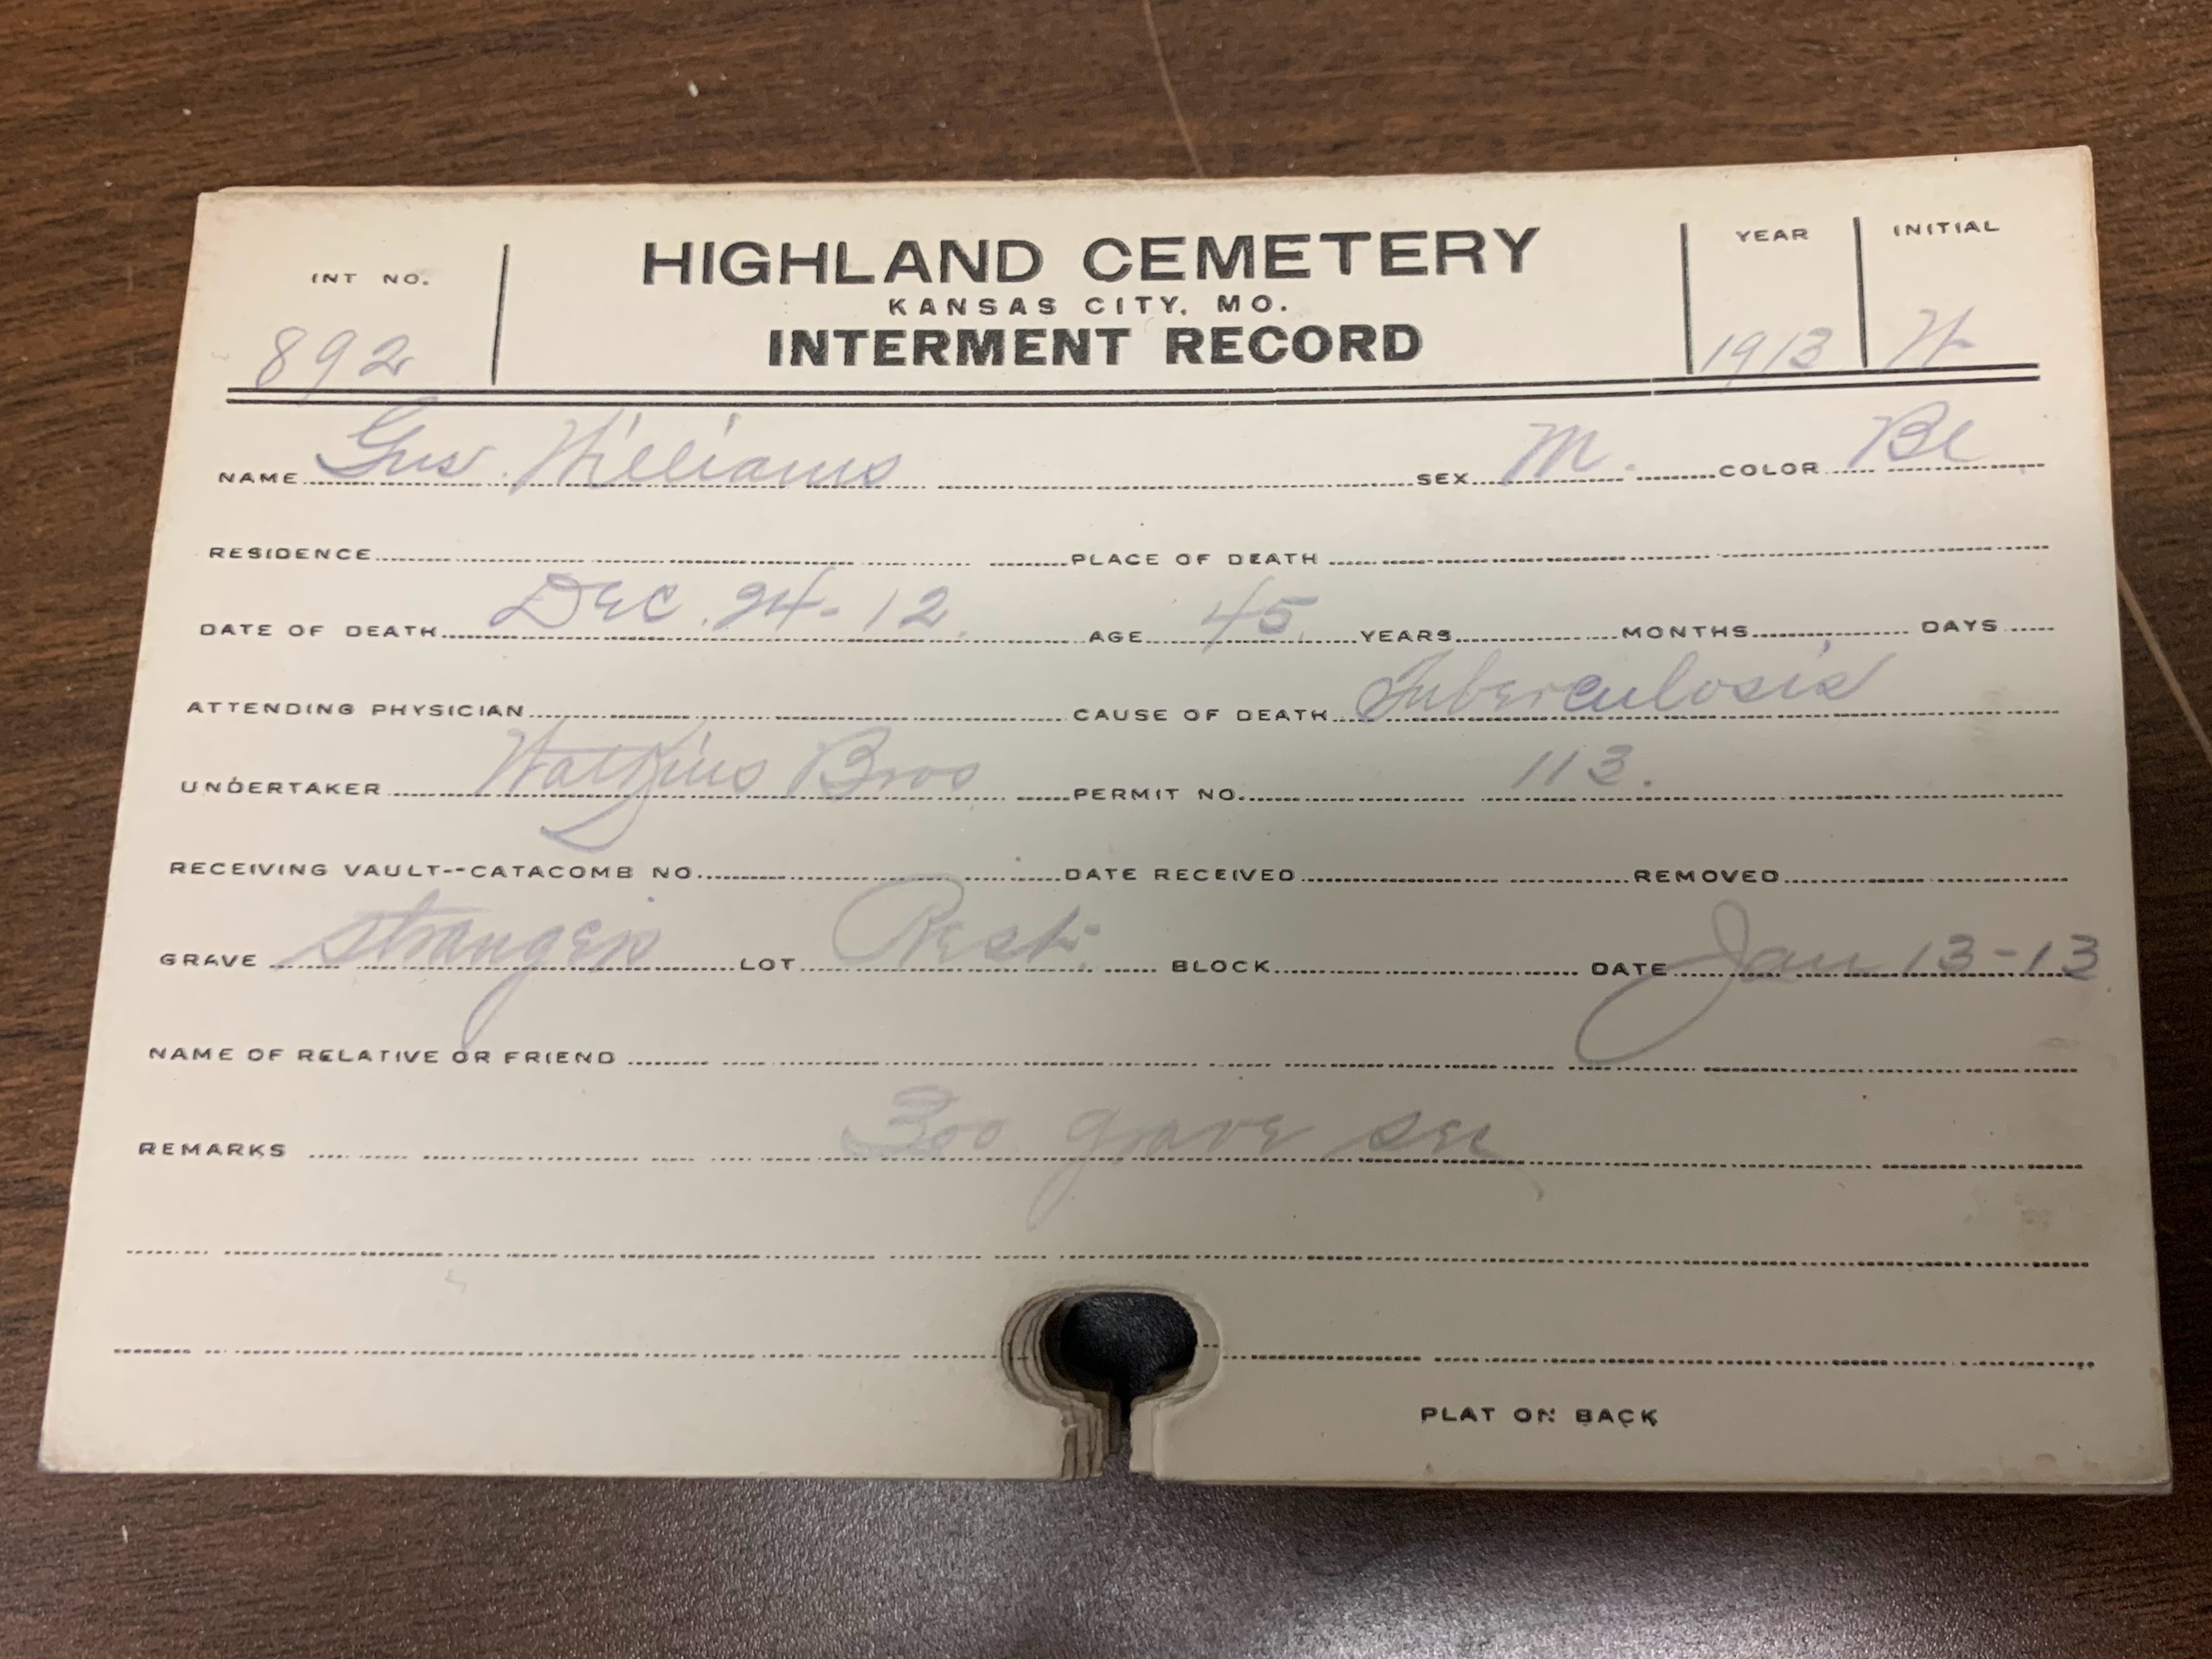 INT NO. HIGHLAND CEMETERY YEAR INITIAL
KANSAS CITY, MO.
892 INTERMENT RECORD 1913 W
NAME Gus Williams SEX M. COLOR Bl
RESIDENCE PLACE OF DEATH
DATE OF DEATH Dec. 24-12. AGE 45 YEARS MONTHS DAYS
ATTENDING PHYSICIAN CAUSE OF DEATH Tuberculosis
UNDERTAKER Watkins Bros PERMIT NO. 113.
RECEIVING VAULT--CATACOMB NO. DATE RECEIVED REMOVED
GRAVE Strangers LOT Rest. BLOCK DATE Jan 13-13
NAME OF RELATIVE OR FRIEND
REMARKS 300 grave sec
PLAT ON BACK